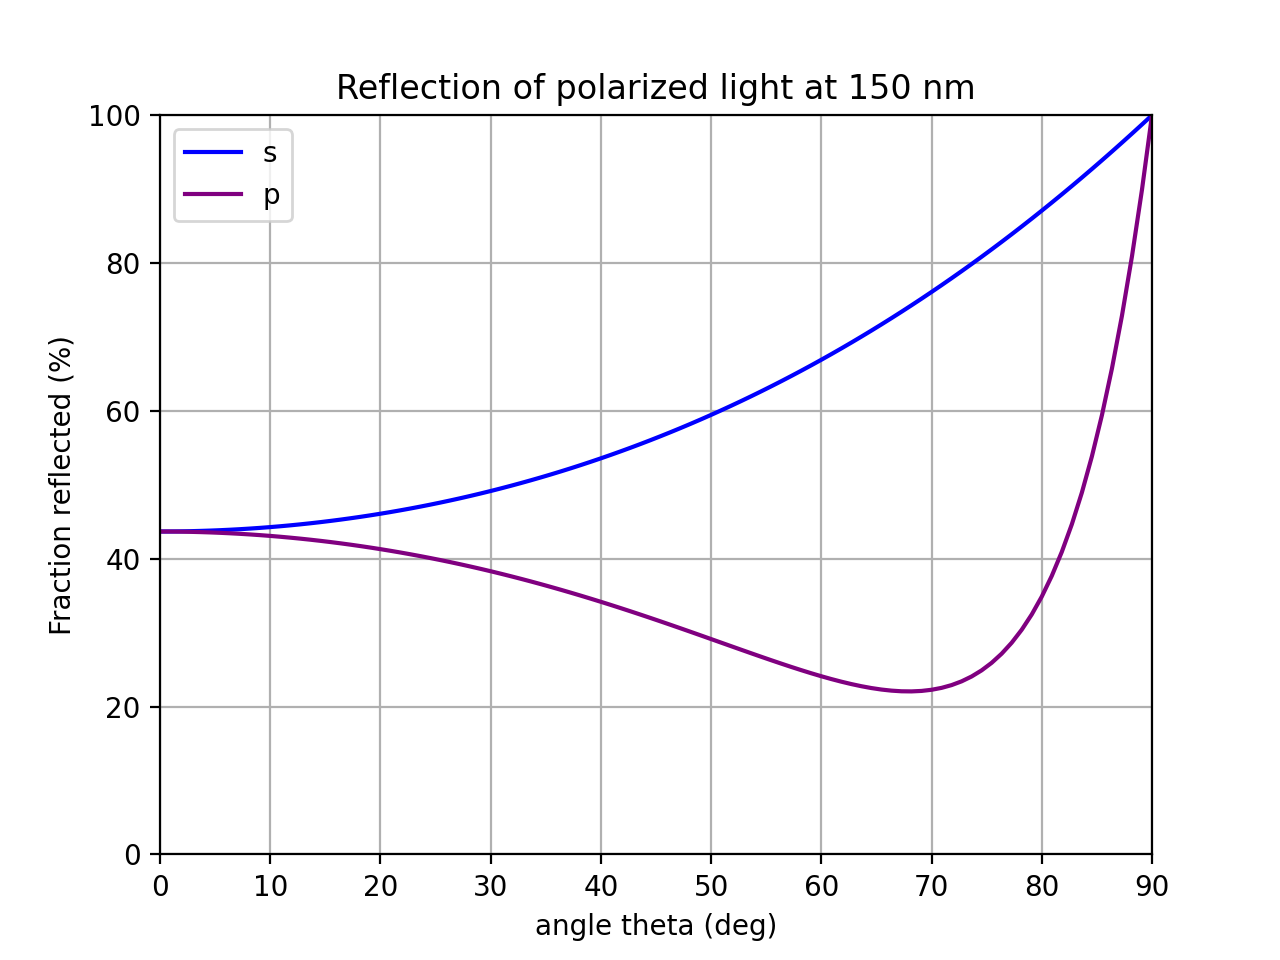 Reflection of polarized light at 150 nm
s
p
100
80
60
40
20
0
Fraction reflected (%)
0 10 20 30 40 50 60 70 80 90
angle theta (deg)